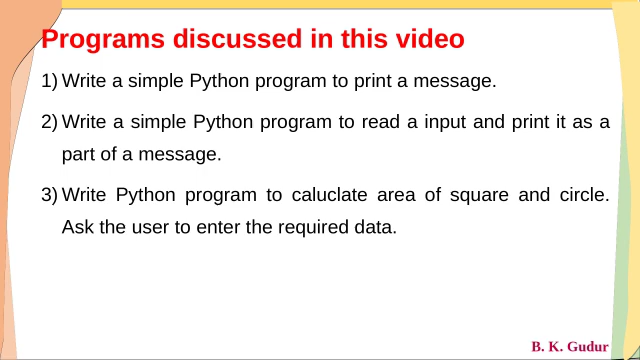 Programs discussed in this video
1) Write a simple Python program to print a message.
2) Write a simple Python program to read a input and print it as a
part of a message.
3) Write Python program to caluclate area of square and circle.
Ask the user to enter the required data.
B. K. Gudur